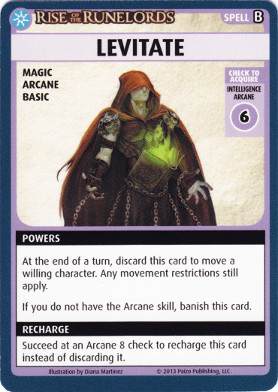 RISE OF THE RUNELORDS
SPELL B
LEVITATE
MAGIC
ARCANE
BASIC
CHECK TO
ACQUIRE
INTELLIGENCE
ARCANE
6
POWERS
At the end of a turn, discard this card to move a
willing character. Any movement restrictions still
apply.
If you do not have the Arcane skill, banish this card.
RECHARGE
Succeed at an Arcane 8 check to recharge this card
instead of discarding it.
Illustration by Diana Martinez
© 2013 Paizo Publishing, LLC.